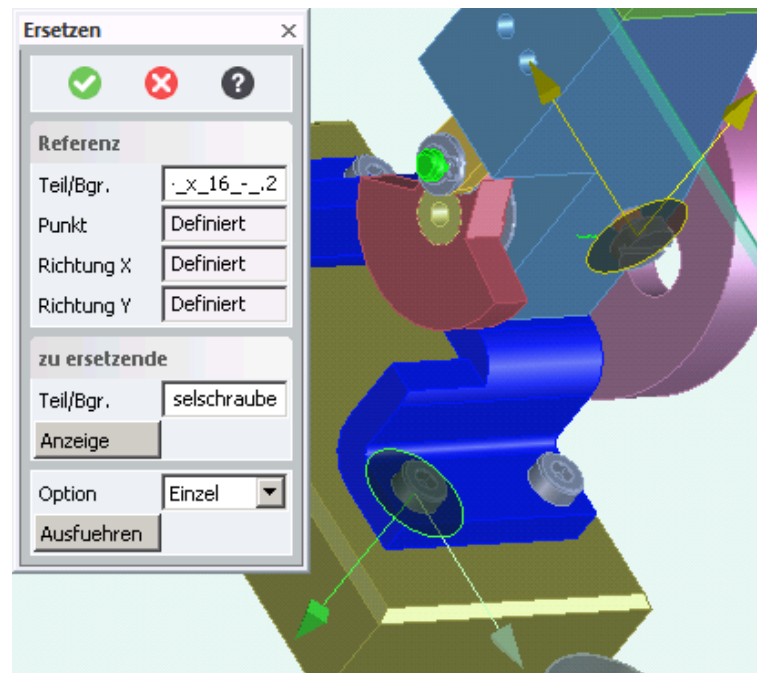 Ersetzen
Referenz
Teil/Bgr. ._x_16_-_.2
Punkt Definiert
Richtung X Definiert
Richtung Y Definiert
zu ersetzende
Teil/Bgr. selschraube
Anzeige
Option Einzel
Ausfuehren